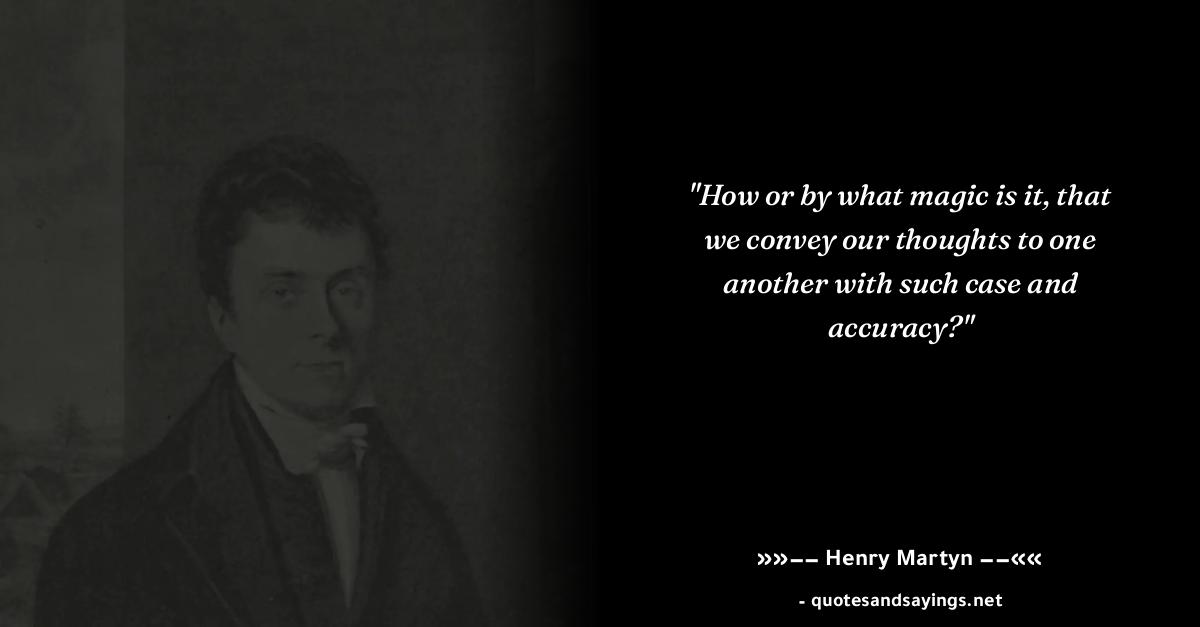 "How or by what magic is it, that
we convey our thoughts to one
another with such case and
accuracy?"
»»−− Henry Martyn −−««
- quotesandsayings.net